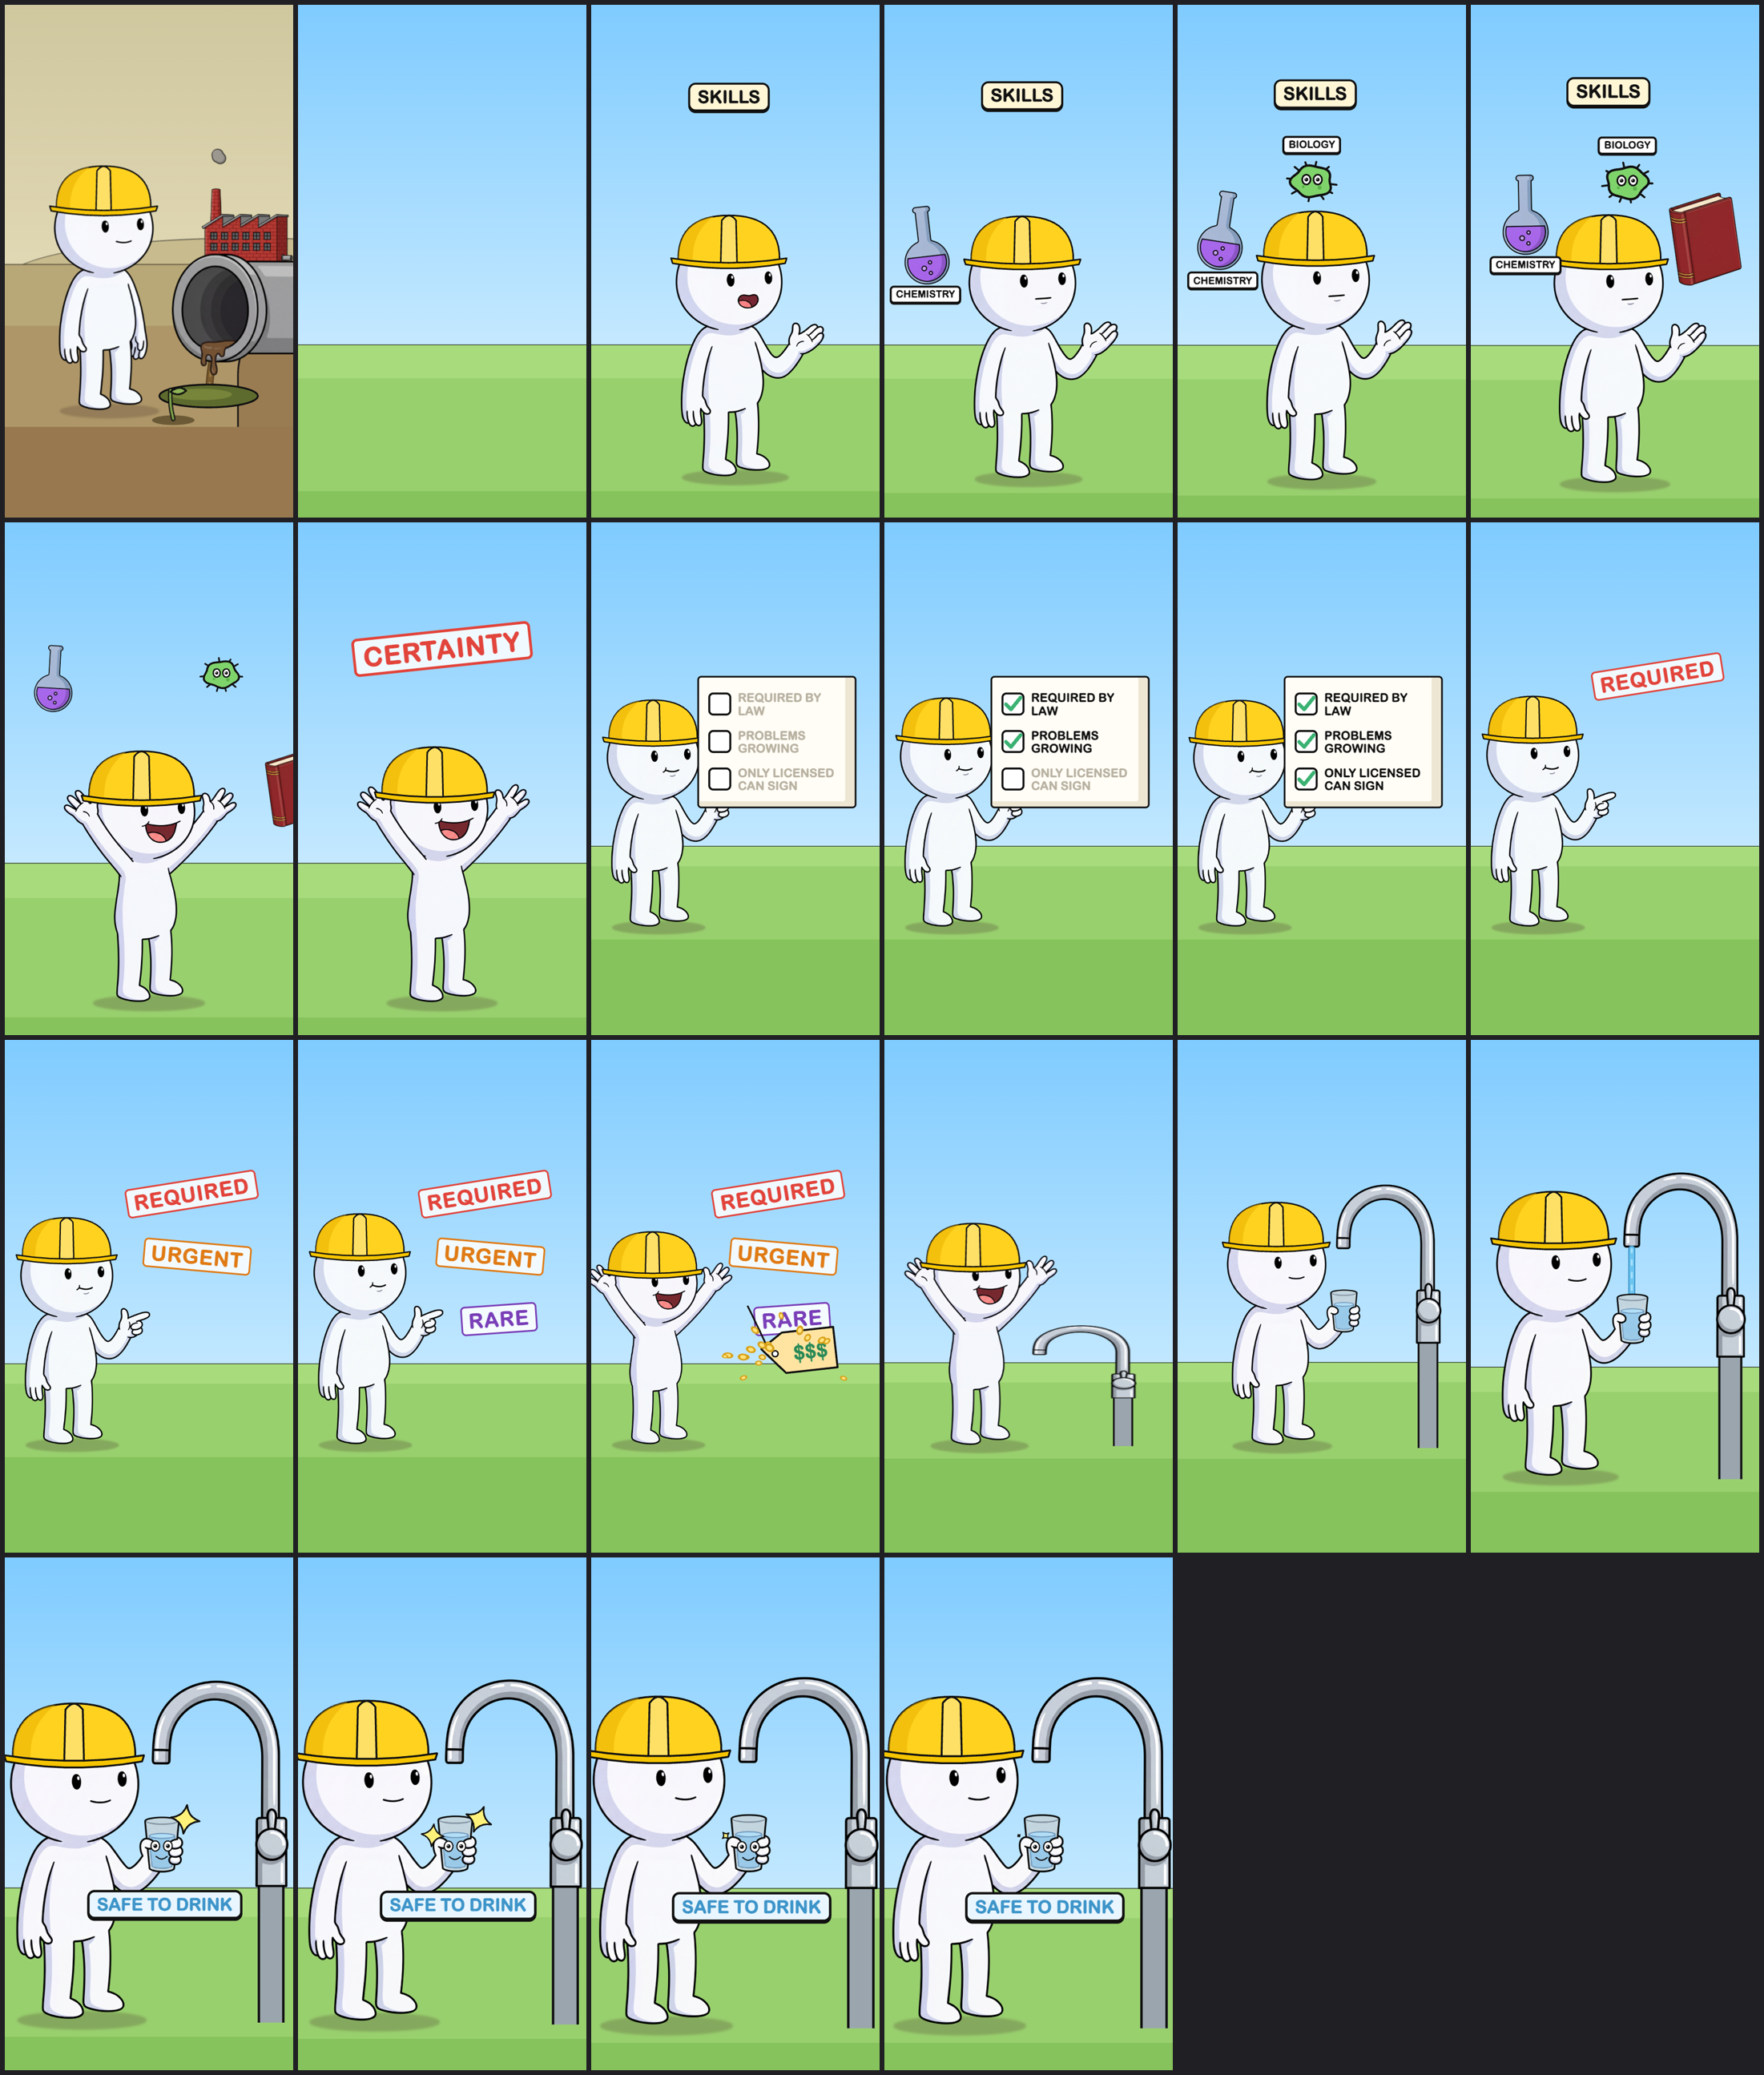 SKILLS
SKILLS
CHEMISTRY
SKILLS
BIOLOGY
CHEMISTRY
SKILLS
BIOLOGY
CHEMISTRY
CERTAINTY
REQUIRED BY
LAW
PROBLEMS
GROWING
ONLY LICENSED
CAN SIGN
REQUIRED BY
LAW
PROBLEMS
GROWING
ONLY LICENSED
CAN SIGN
REQUIRED BY
LAW
PROBLEMS
GROWING
ONLY LICENSED
CAN SIGN
REQUIRED
REQUIRED
URGENT
REQUIRED
URGENT
RARE
REQUIRED
URGENT
RARE
$$$
SAFE TO DRINK
SAFE TO DRINK
SAFE TO DRINK
SAFE TO DRINK